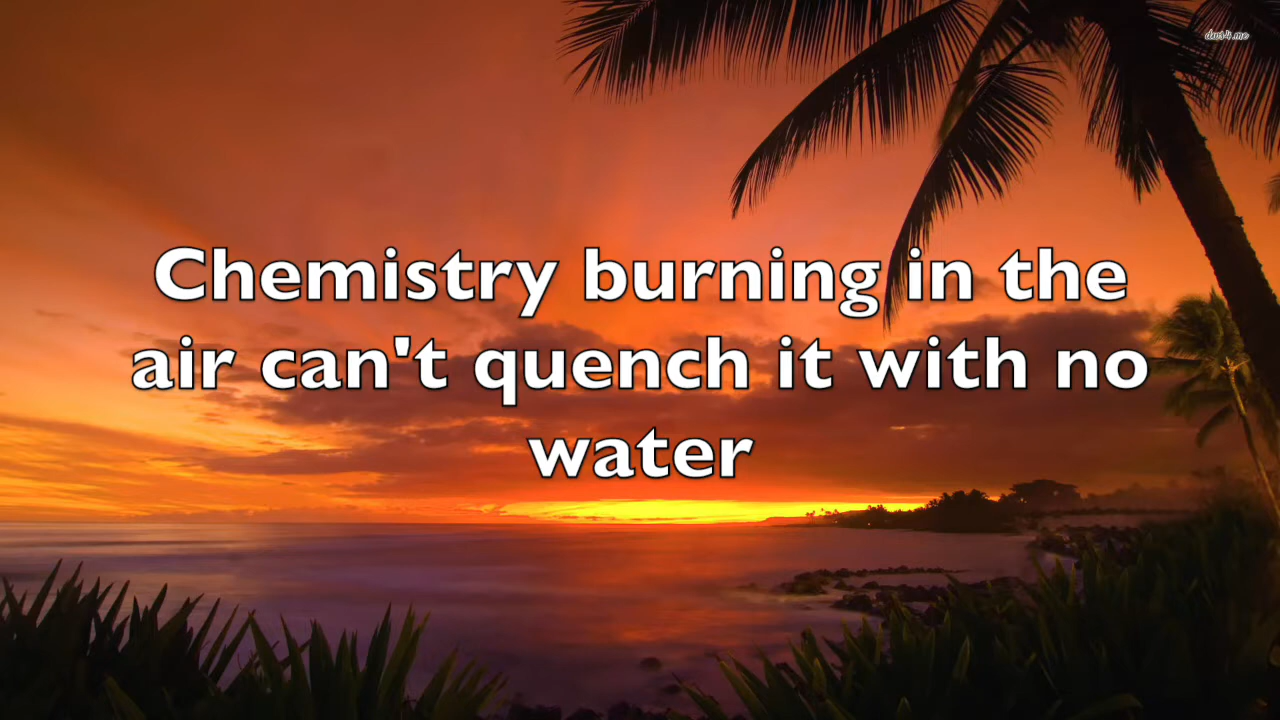 Chemistry burning in the
air can't quench it with no
water